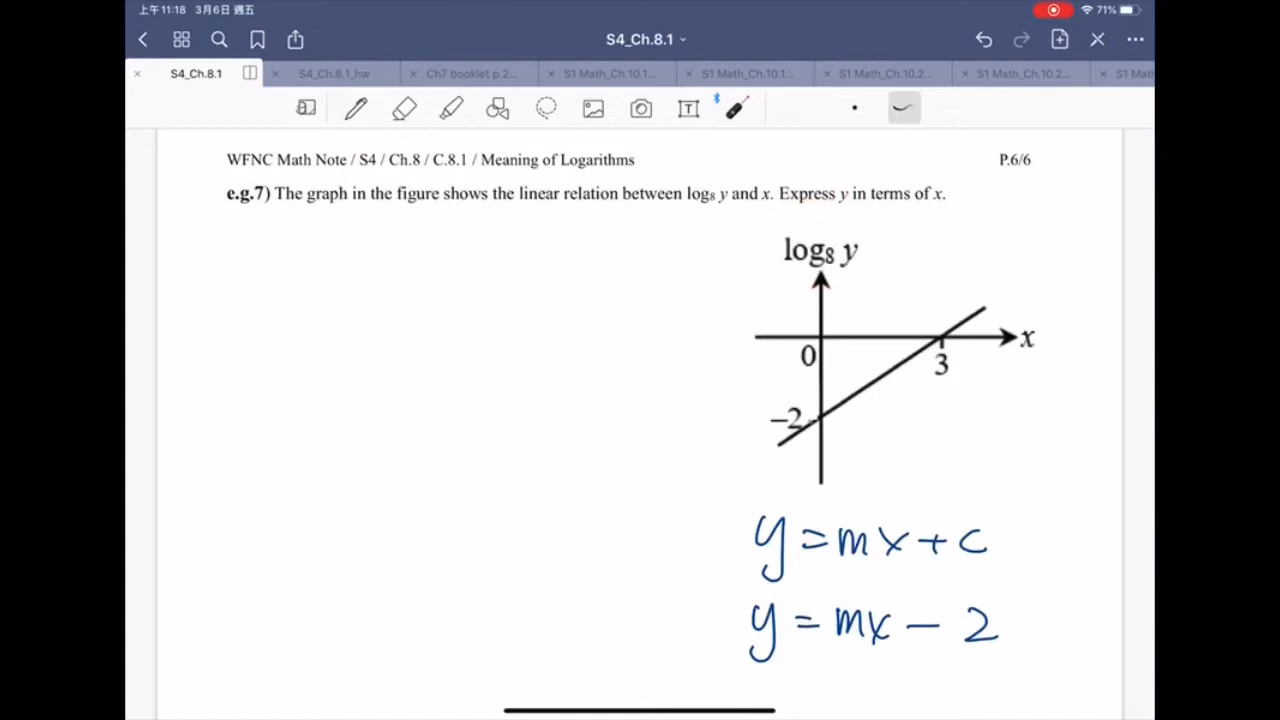 上午11:18 3月6日 週五 71%
S4_Ch.8.1
S4_Ch.8.1 S4_Ch.8.1_hw Ch7 booklet p.2... S1 Math_Ch.10.1... S1 Math_Ch.10.1... S1 Math_Ch.10.2... S1 Math_Ch.10.2... S1 Mat
T
WFNC Math Note / S4 / Ch.8 / C.8.1 / Meaning of Logarithms P.6/6
e.g.7) The graph in the figure shows the linear relation between log₈ y and x. Express y in terms of x.
log₈ y
x
0
3
−2
y = mx + c
y = mx − 2